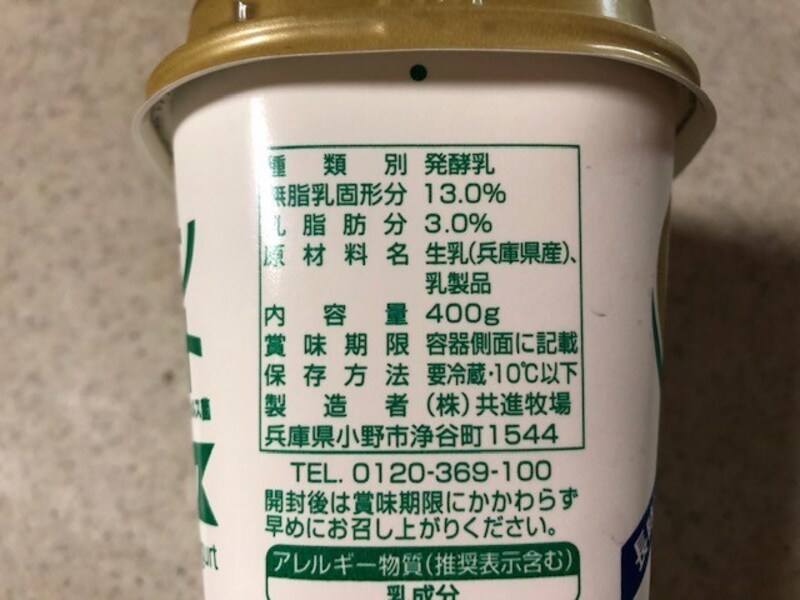 種類別 発酵乳
無脂乳固形分 13.0%
乳脂肪分 3.0%
原材料名 生乳(兵庫県産)、
乳製品
内容量 400g
賞味期限 容器側面に記載
保存方法 要冷蔵・10℃以下
製造者 (株)共進牧場
兵庫県小野市浄谷町1544
TEL. 0120-369-100
開封後は賞味期限にかかわらず
早めにお召し上がりください。
アレルギー物質(推奨表示含む)
乳成分